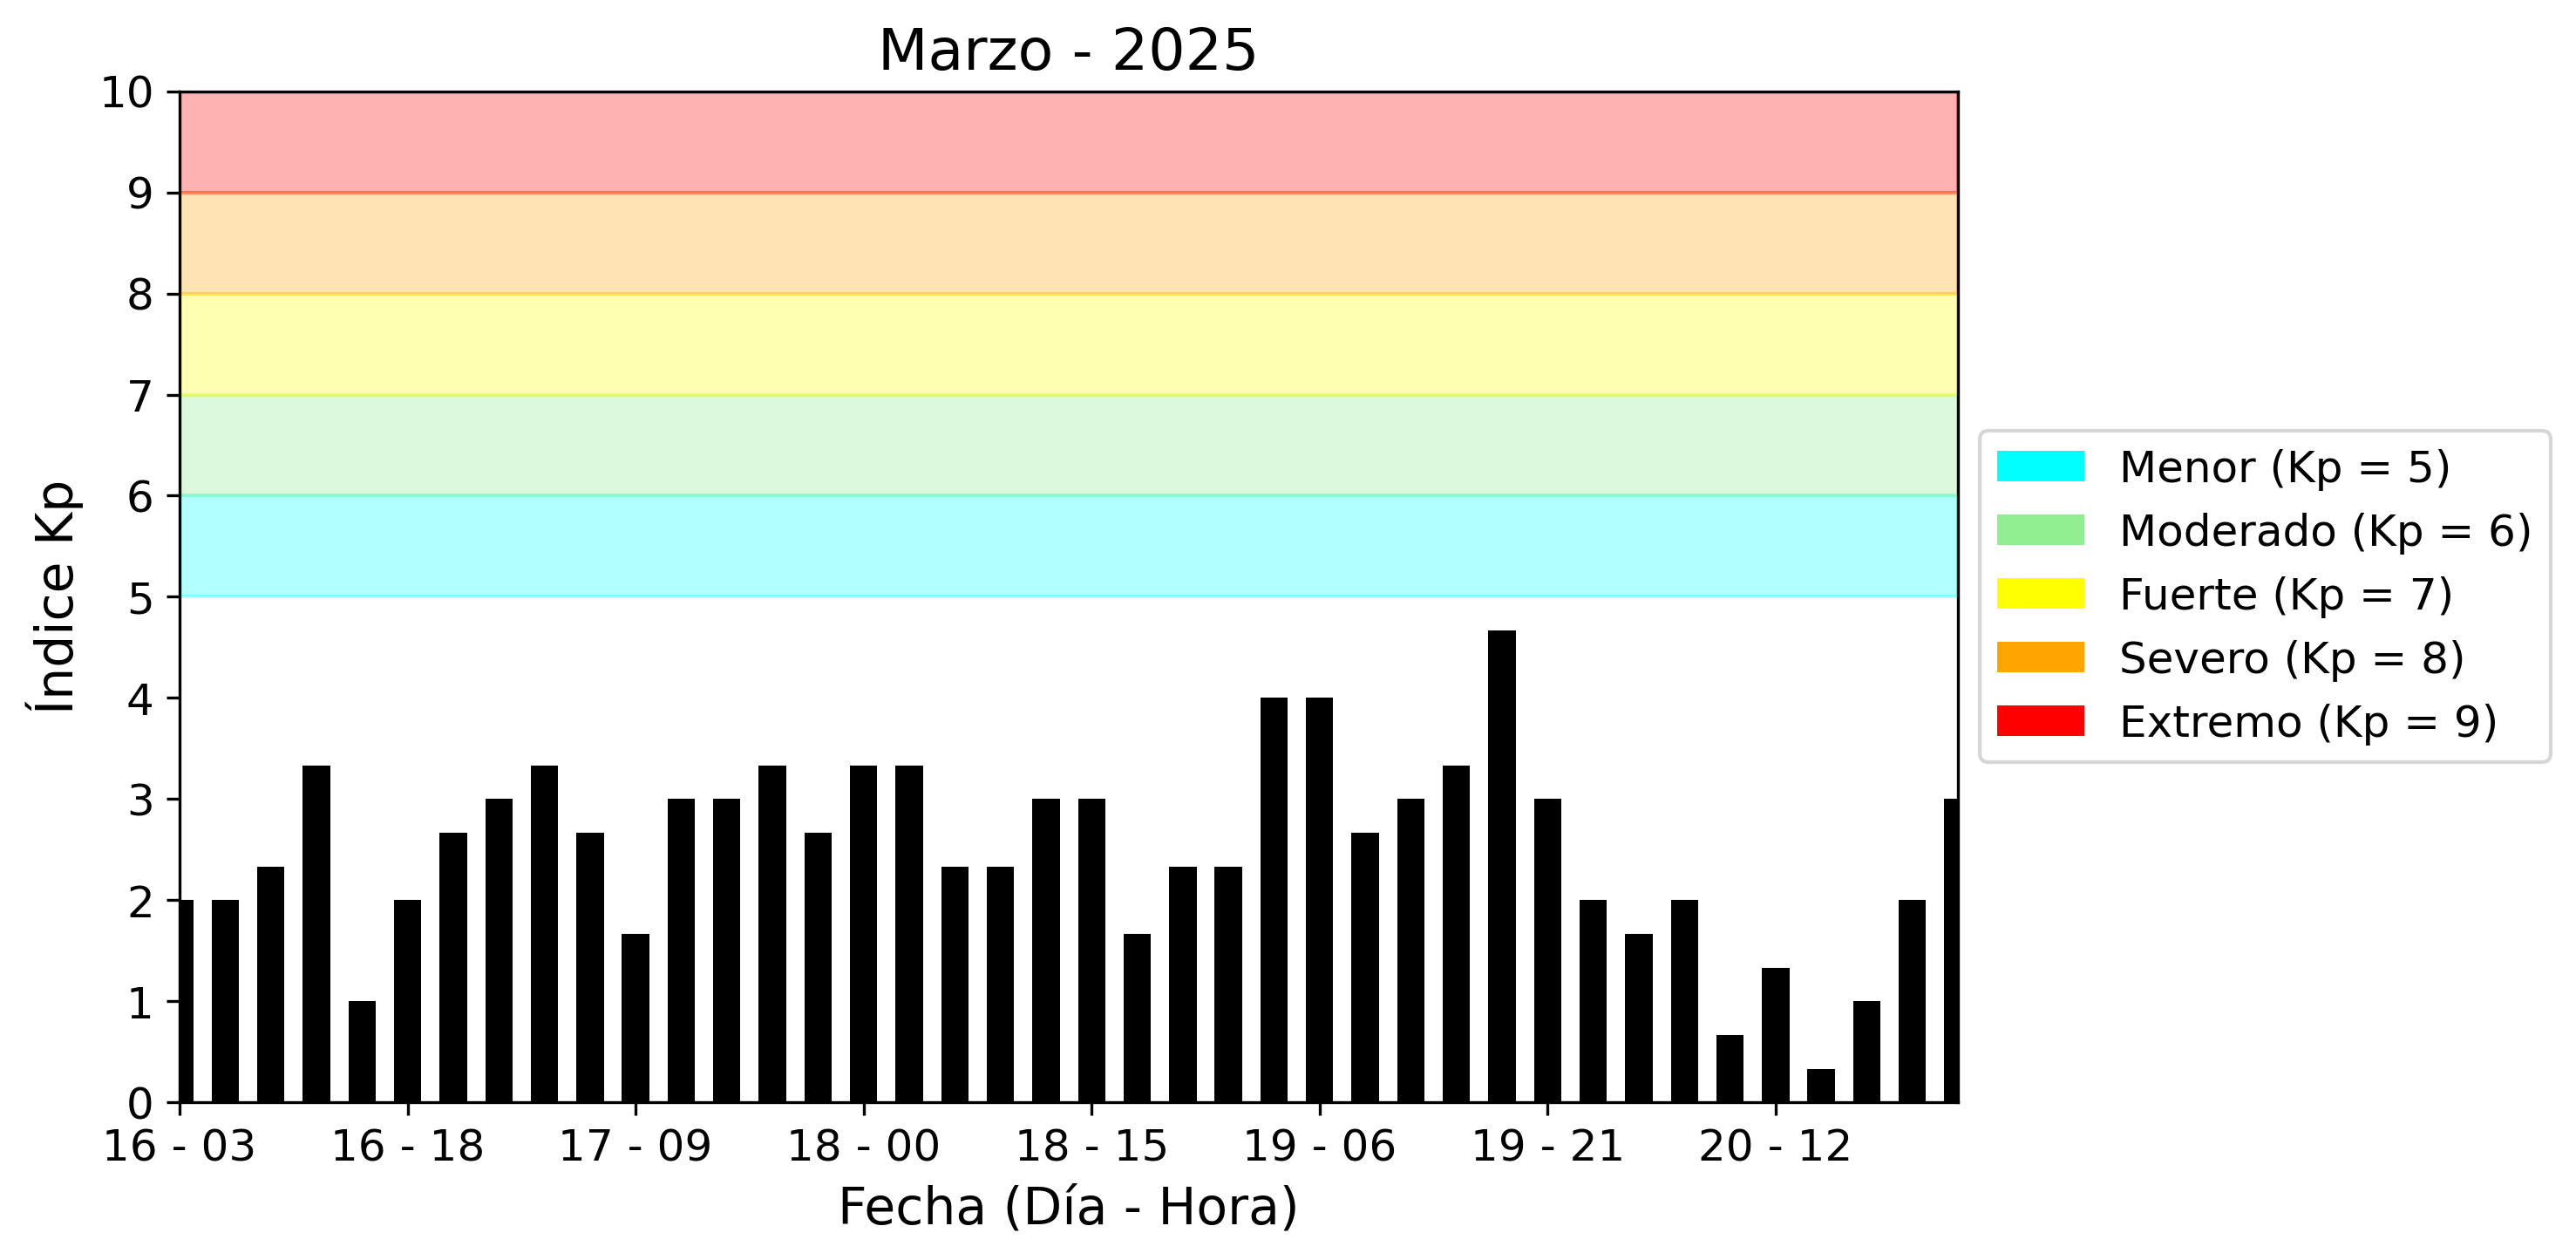 Marzo - 2025
10
9
8
7
6
5
4
3
2
1
0
Índice Kp
16 - 03
16 - 18
17 - 09
18 - 00
18 - 15
19 - 06
19 - 21
20 - 12
Fecha (Día - Hora)
Menor (Kp = 5)
Moderado (Kp = 6)
Fuerte (Kp = 7)
Severo (Kp = 8)
Extremo (Kp = 9)